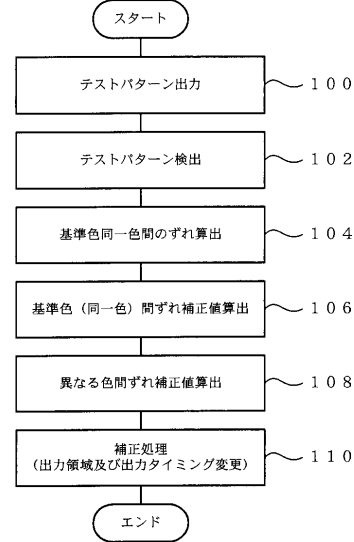 スタート
テストパターン出力 100
テストパターン検出 102
基準色同一色間のずれ算出 104
基準色（同一色）間ずれ補正値算出 106
異なる色間ずれ補正値算出 108
補正処理
（出力領域及び出力タイミング変更） 110
エンド